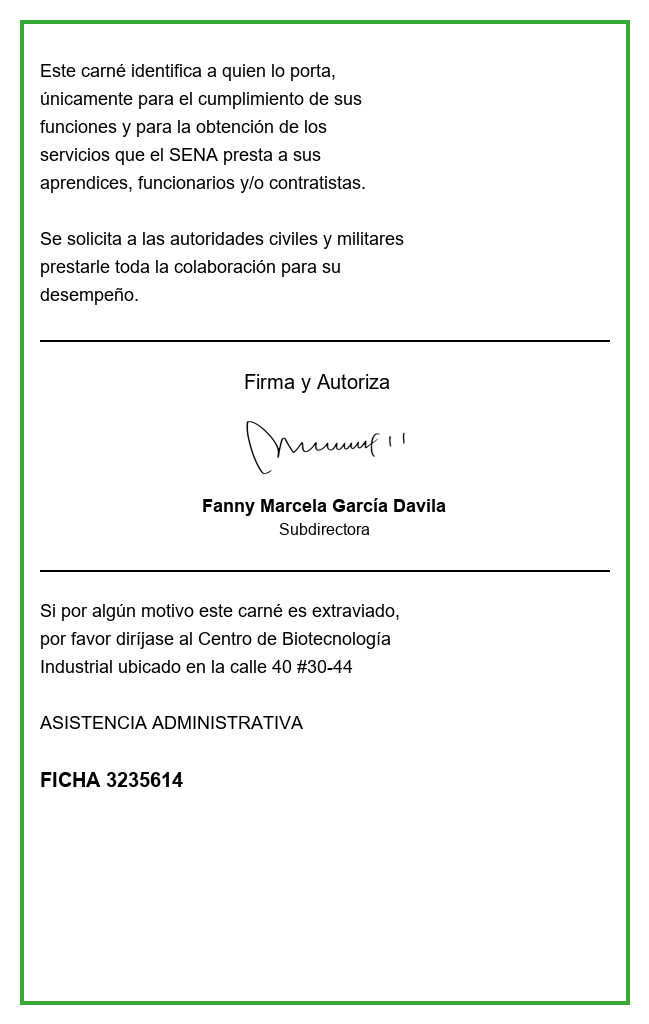 Este carné identifica a quien lo porta,
únicamente para el cumplimiento de sus
funciones y para la obtención de los
servicios que el SENA presta a sus
aprendices, funcionarios y/o contratistas.
Se solicita a las autoridades civiles y militares
prestarle toda la colaboración para su
desempeño.
Firma y Autoriza
Fanny Marcela García Davila
Subdirectora
Si por algún motivo este carné es extraviado,
por favor diríjase al Centro de Biotecnología
Industrial ubicado en la calle 40 #30-44
ASISTENCIA ADMINISTRATIVA
FICHA 3235614